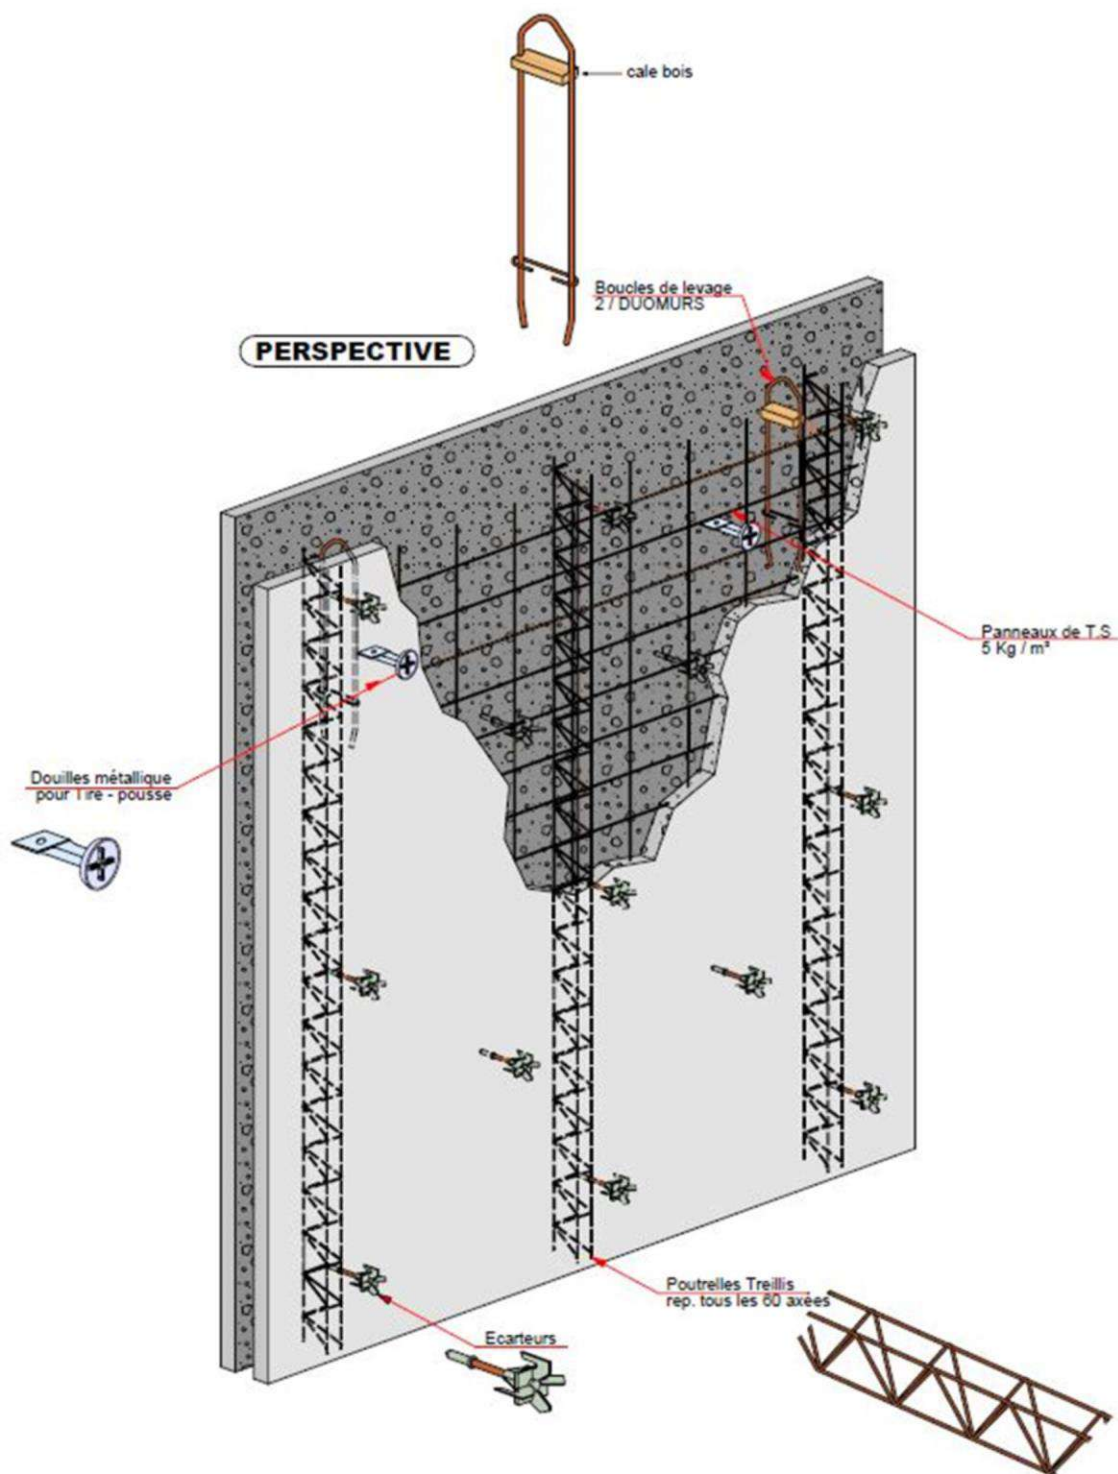 cale bois
Boucles de levage
2 / DUOMURS
PERSPECTIVE
Panneaux de T.S
5 Kg / m²
Douilles métallique
pour Tire - pousse
Poutrelles Treillis
rep. tous les 60 axées
Ecarteurs